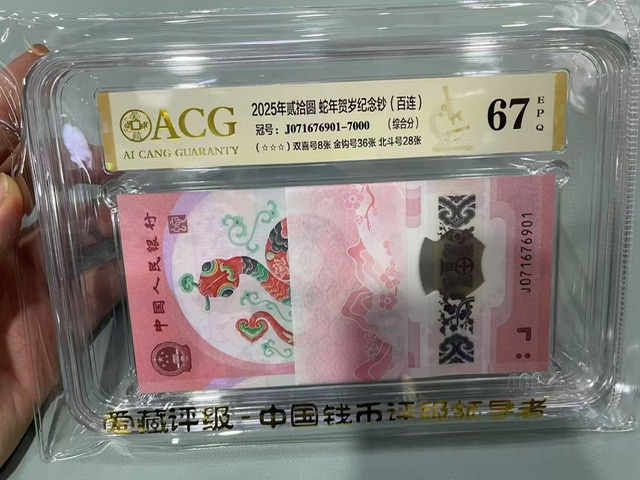 ACG
AI CANG GUARANTY
2025年贰拾圆 蛇年贺岁纪念钞(百连)
冠号: J071676901-7000 (综合分)
(☆☆☆) 双喜号8张 金钩号36张 北斗号28张
67
EPQ
中国人民银行
J071676901
爱藏评级-中国钱币评级领导者